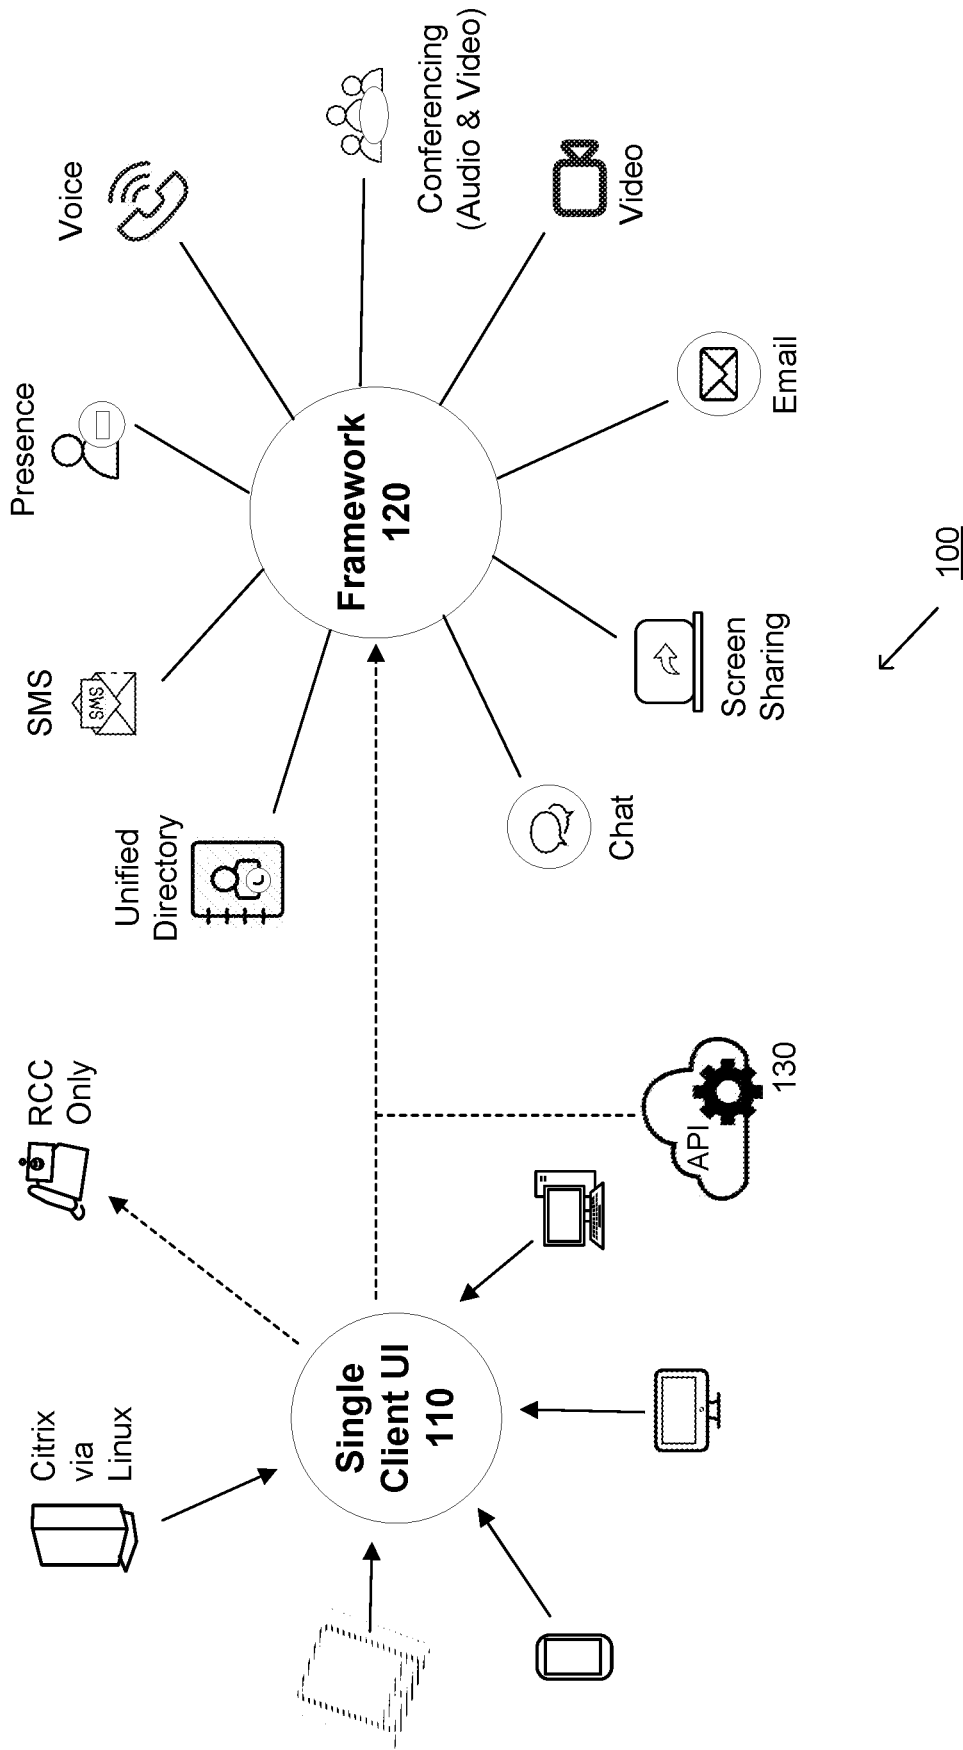 Citrix
via
Linux
RCC
Only
Single
Client UI
110
API
130
Unified
Directory
SMS
SMS
Presence
Voice
Conferencing
(Audio & Video)
Video
Email
Screen
Sharing
Chat
Framework
120
100